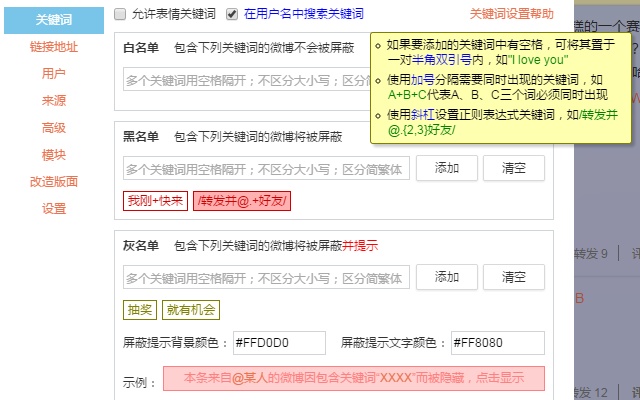 关键词
链接地址
用户
来源
高级
模块
改造版面
设置
允许表情关键词 在用户名中搜索关键词 关键词设置帮助
白名单 包含下列关键词的微博不会被屏蔽
多个关键词用空格隔开；不区分大小写；区分简繁体
如果要添加的关键词中有空格，可将其置于
一对半角双引号内，如"I love you"
使用加号分隔需要同时出现的关键词，如
A+B+C代表A、B、C三个词必须同时出现
使用斜杠设置正则表达式关键词，如/转发并
@.{2,3}好友/
黑名单 包含下列关键词的微博将被屏蔽
多个关键词用空格隔开；不区分大小写；区分简繁体 添加 清空
我刚+快来 /转发并@.+好友/
灰名单 包含下列关键词的微博将被屏蔽并提示
多个关键词用空格隔开；不区分大小写；区分简繁体 添加 清空
抽奖 就有机会
屏蔽提示背景颜色： #FFD0D0 屏蔽提示文字颜色： #FF8080
示例： 本条来自@某人的微博因包含关键词“XXXX”而被隐藏，点击显示
糕的一个赛
转发 9
B
转发 12